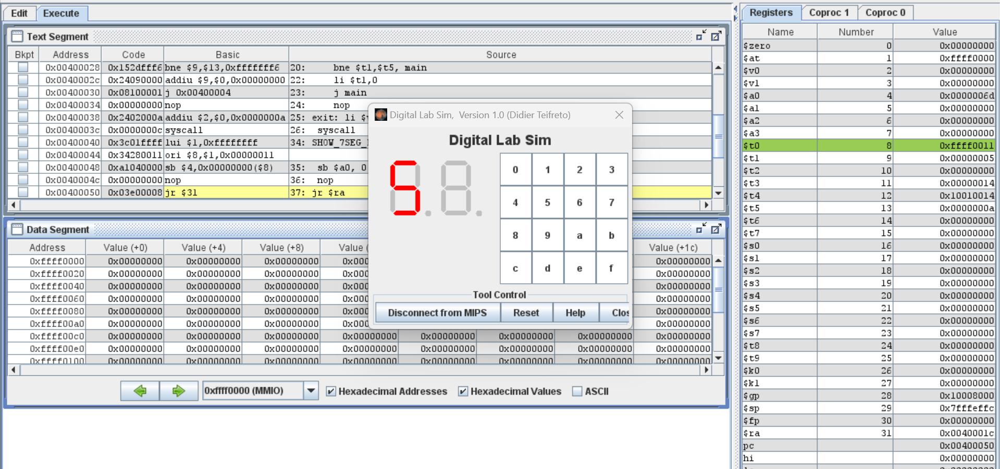 Edit Execute
Text Segment
Bkpt Address Code Basic Source
0x00400028 0x152dfff6 bne $9,$13,0xfffffff6 20: bne $t1,$t5, main
0x0040002c 0x24090000 addiu $9,$0,0x00000000 22: li $t1,0
0x00400030 0x08100001 j 0x00400004 23: j main
0x00400034 0x00000000 nop 24: nop
0x00400038 0x2402000a addiu $2,$0,0x0000000a 25: exit: li $
0x0040003c 0x0000000c syscall 26: syscall
0x00400040 0x3c01ffff lui $1,0xffffffff 34: SHOW_7SEG_
0x00400044 0x34280011 ori $8,$1,0x00000011
0x00400048 0xa1040000 sb $4,0x00000000($8) 35: sb $a0, 0
0x0040004c 0x00000000 nop 36: nop
0x00400050 0x03e00008 jr $31 37: jr $ra
Digital Lab Sim, Version 1.0 (Didier Teifreto)
Digital Lab Sim
5
0 1 2 3
4 5 6 7
8 9 a b
c d e f
Tool Control
Disconnect from MIPS Reset Help Clos
Data Segment
Address Value (+0) Value (+4) Value (+8) Value ( Value (+1c)
0xffff0000 0x00000000 0x00000000 0x00000000 0x00 0x00000000
0xffff0020 0x00000000 0x00000000 0x00000000 0x00 0x00000000
0xffff0040 0x00000000 0x00000000 0x00000000 0x00 0x00000000
0xffff0060 0x00000000 0x00000000 0x00000000 0x00 0x00000000
0xffff0080 0x00000000 0x00000000 0x00000000 0x00 0x00000000
0xffff00a0 0x00000000 0x00000000 0x00000000 0x00 0x00000000
0xffff00c0 0x00000000 0x00000000 0x00000000 0x00000000 0x00000000 0x00000000 0x00000000 0x00000000
0xffff00e0 0x00000000 0x00000000 0x00000000 0x00000000 0x00000000 0x00000000 0x00000000 0x00000000
0xffff0100 0x00000000 0x00000000 0x00000000 0x00000000 0x00000000 0x00000000 0x00000000 0x00000000
0xffff0000 (MMIO) Hexadecimal Addresses Hexadecimal Values ASCII
Registers Coproc 1 Coproc 0
Name Number Value
$zero 0 0x00000000
$at 1 0xffff0000
$v0 2 0x00000000
$v1 3 0x00000000
$a0 4 0x0000006d
$a1 5 0x00000000
$a2 6 0x00000000
$a3 7 0x00000000
$t0 8 0xffff0011
$t1 9 0x00000005
$t2 10 0x00000000
$t3 11 0x00000014
$t4 12 0x10010014
$t5 13 0x0000000a
$t6 14 0x00000000
$t7 15 0x00000000
$s0 16 0x00000000
$s1 17 0x00000000
$s2 18 0x00000000
$s3 19 0x00000000
$s4 20 0x00000000
$s5 21 0x00000000
$s6 22 0x00000000
$s7 23 0x00000000
$t8 24 0x00000000
$t9 25 0x00000000
$k0 26 0x00000000
$k1 27 0x00000000
$gp 28 0x10008000
$sp 29 0x7fffeffc
$fp 30 0x00000000
$ra 31 0x0040001c
pc 0x00400050
hi 0x00000000